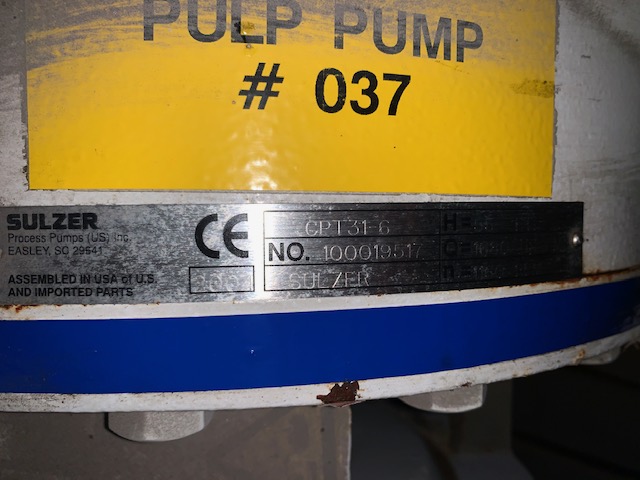 PULP PUMP
# 037
SULZER
Process Pumps (US), Inc.
EASLEY, SC 29641
ASSEMBLED IN USA of U.S.
AND IMPORTED PARTS
CE
CPT31-6
NO. 100019517
SULZER
H=
Q=
n=